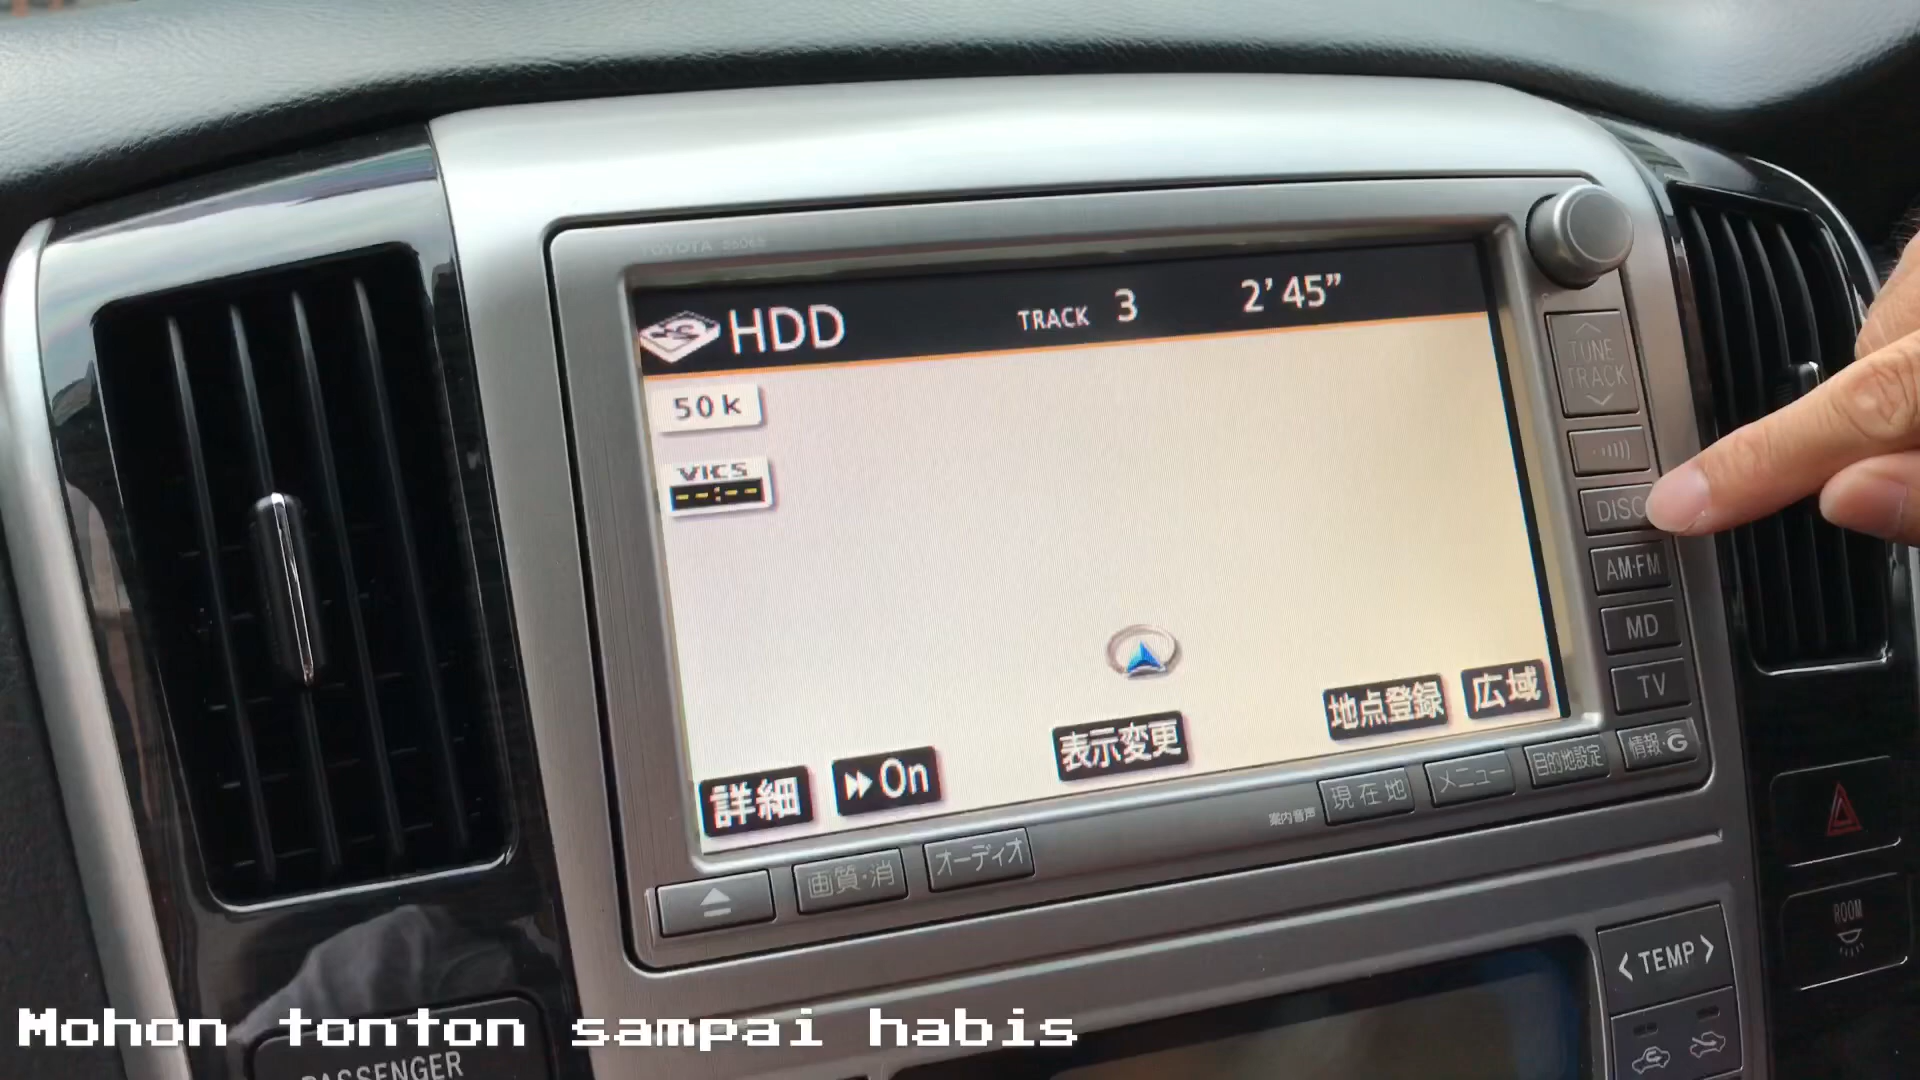 TOYOTA
HDD
TRACK 3
2' 45"
50k
VICS
--:--
表示変更
地点登録
広域
詳細
On
TUNE
TRACK
DISC
AM·FM
MD
TV
情報·G
目的地設定
メニュー
現在地
案内音声
オーディオ
画質·消
<TEMP>
ROOM
PASSENGER
Mohon tonton sampai habis